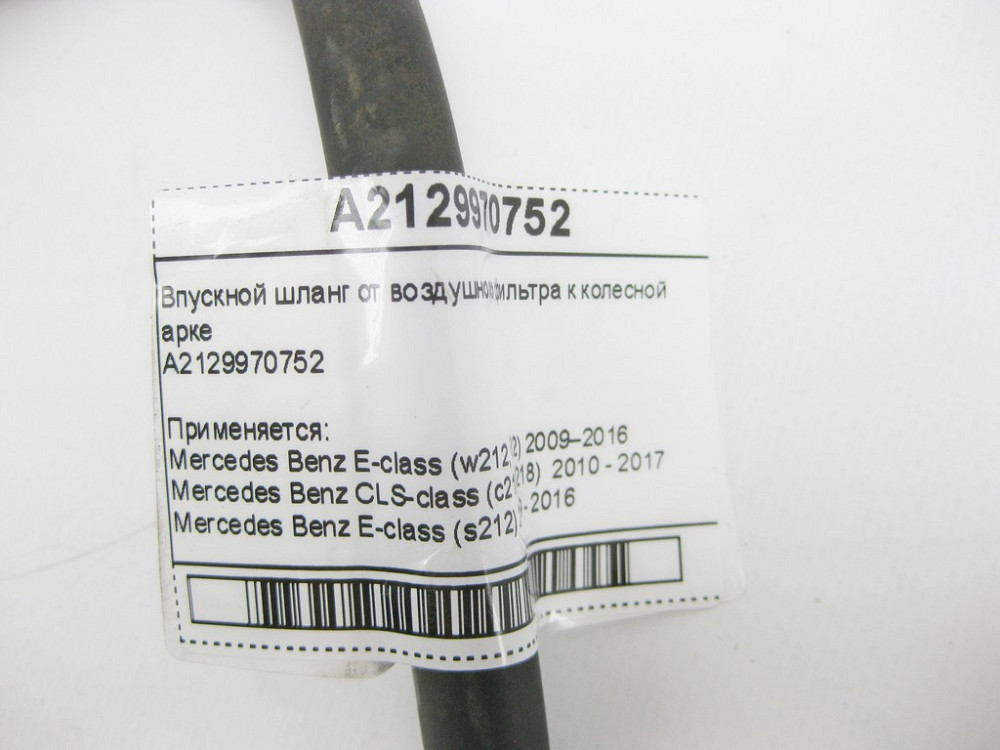 A2129970752
Впускной шланг от воздушно фильтра к колесной
арке
A2129970752
Применяется:
Mercedes Benz E-class (w212) 2009–2016
Mercedes Benz CLS-class (c218) 2010 - 2017
Mercedes Benz E-class (s212) -2016